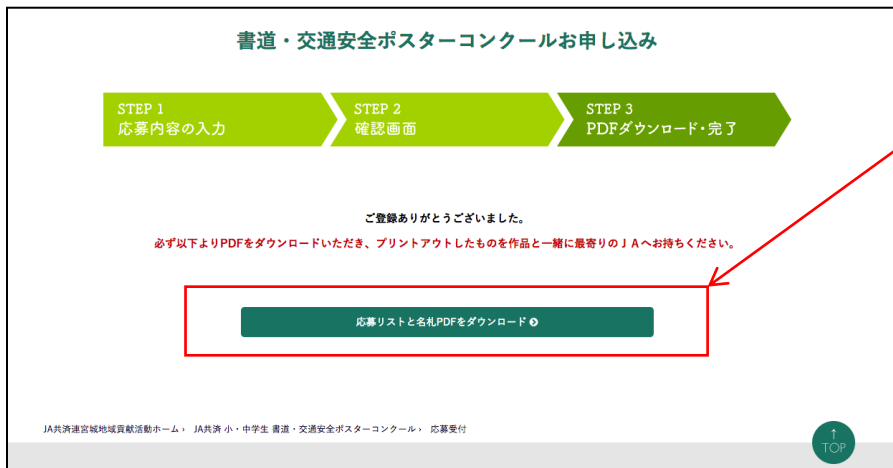 書道・交通安全ポスターコンクールお申し込み
STEP 1
応募内容の入力
STEP 2
確認画面
STEP 3
PDFダウンロード・完了
ご登録ありがとうございました。
必ず以下よりPDFをダウンロードいただき、プリントアウトしたものを作品と一緒に最寄りのＪＡへお持ちください。
応募リストと名札PDFをダウンロード
JA共済連宮城地域貢献活動ホーム › JA共済 小・中学生 書道・交通安全ポスターコンクール › 応募受付
↑
TOP